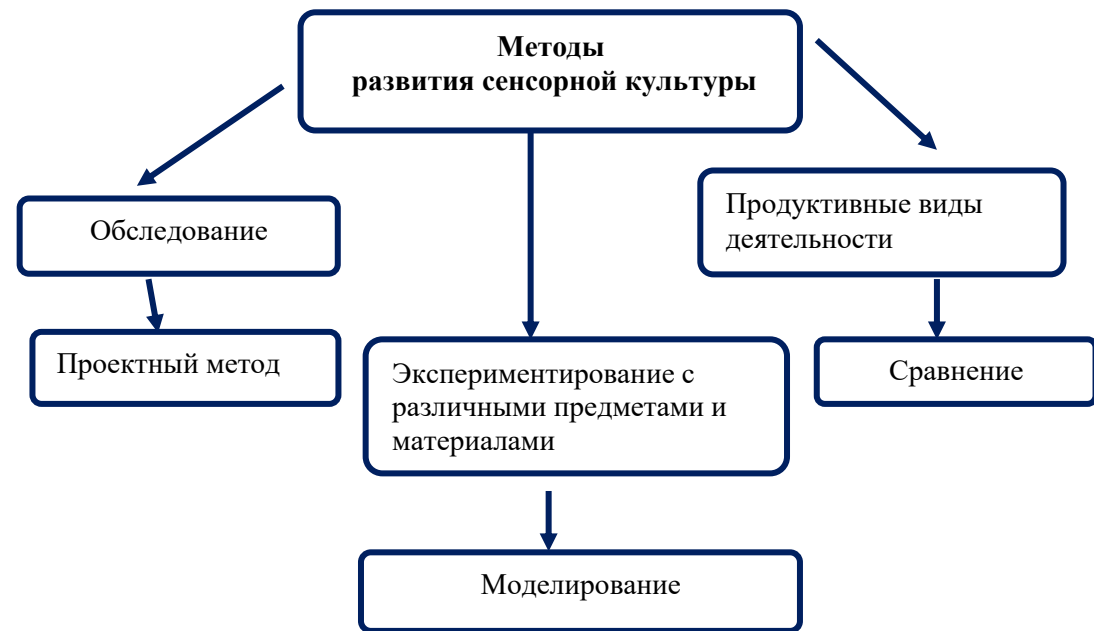 Методы
развития сенсорной культуры
Обследование
Продуктивные виды
деятельности
Проектный метод
Экспериментирование с
различными предметами и
материалами
Сравнение
Моделирование